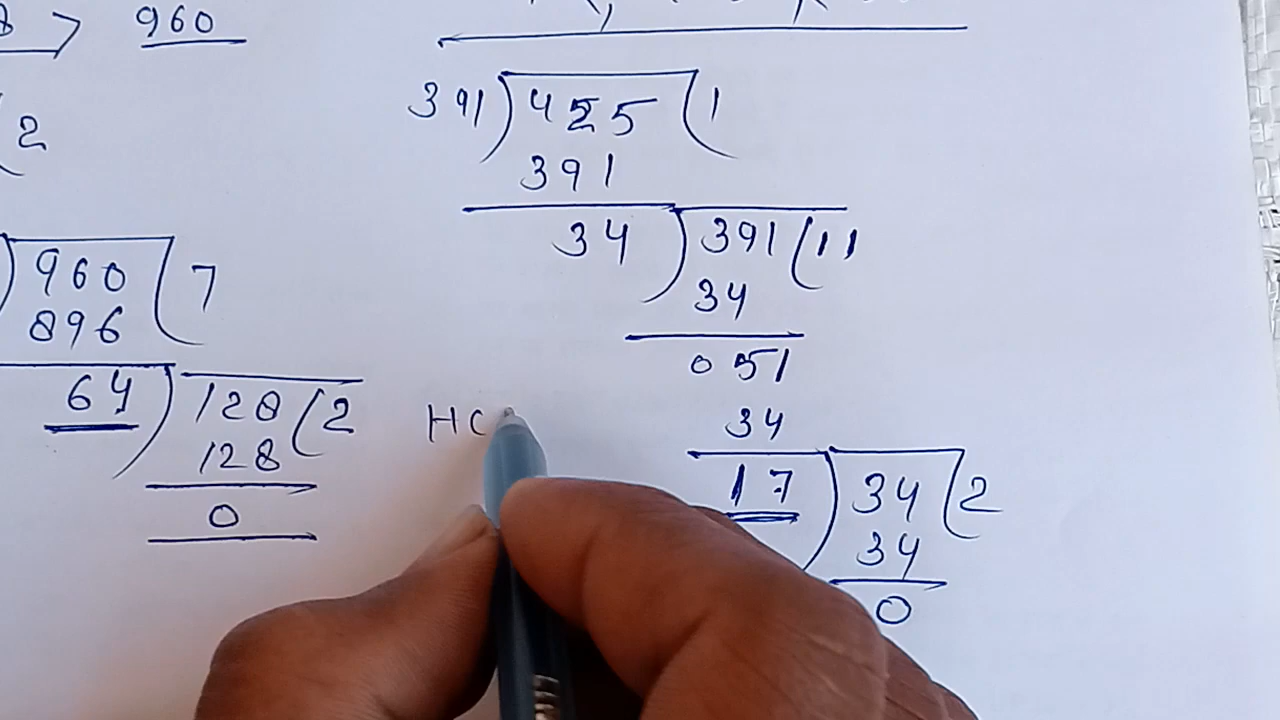 > 960
2
960 ( 7
896
64 ) 128 ( 2
128
0
391 ) 425 ( 1
391
34 ) 391 ( 11
34
051
34
17 ) 34 ( 2
34
0
HC